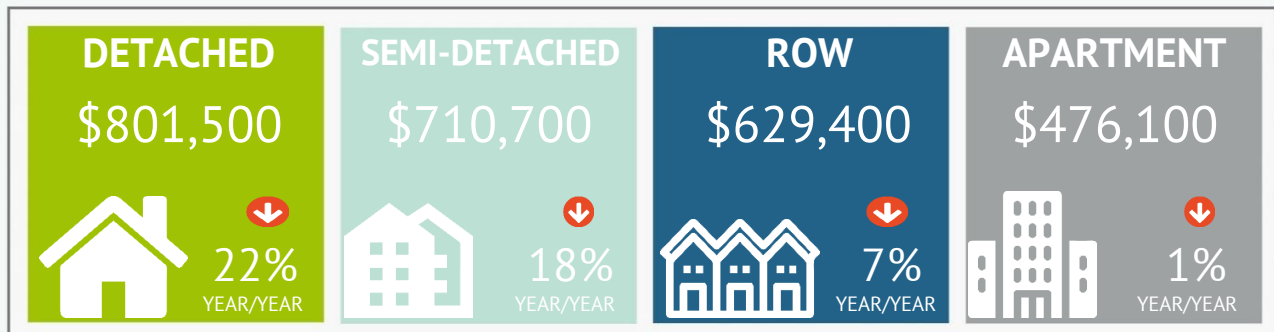 DETACHED
$801,500
22%
YEAR/YEAR
SEMI-DETACHED
$710,700
18%
YEAR/YEAR
ROW
$629,400
7%
YEAR/YEAR
APARTMENT
$476,100
1%
YEAR/YEAR